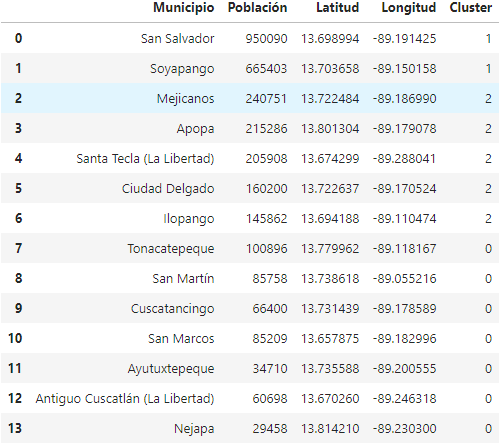 Municipio Población Latitud Longitud Cluster
0 San Salvador 950090 13.698994 -89.191425 1
1 Soyapango 665403 13.703658 -89.150158 1
2 Mejicanos 240751 13.722484 -89.186990 2
3 Apopa 215286 13.801304 -89.179078 2
4 Santa Tecla (La Libertad) 205908 13.674299 -89.288041 2
5 Ciudad Delgado 160200 13.722637 -89.170524 2
6 Ilopango 145862 13.694188 -89.110474 2
7 Tonacatepeque 100896 13.779962 -89.118167 0
8 San Martín 85758 13.738618 -89.055216 0
9 Cuscatancingo 66400 13.731439 -89.178589 0
10 San Marcos 85209 13.657875 -89.182996 0
11 Ayutuxtepeque 34710 13.735588 -89.200555 0
12 Antiguo Cuscatlán (La Libertad) 60698 13.670260 -89.246318 0
13 Nejapa 29458 13.814210 -89.230300 0